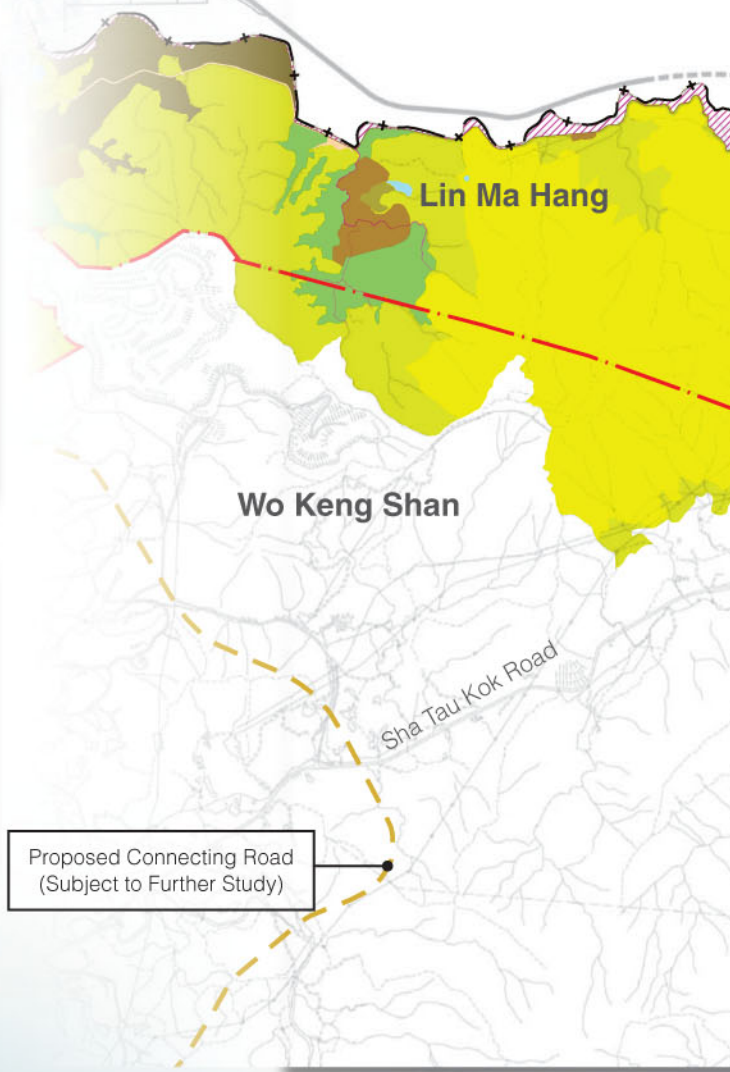 Lin Ma Hang
Wo Keng Shan
Sha Tau Kok Road
Proposed Connecting Road
(Subject to Further Study)